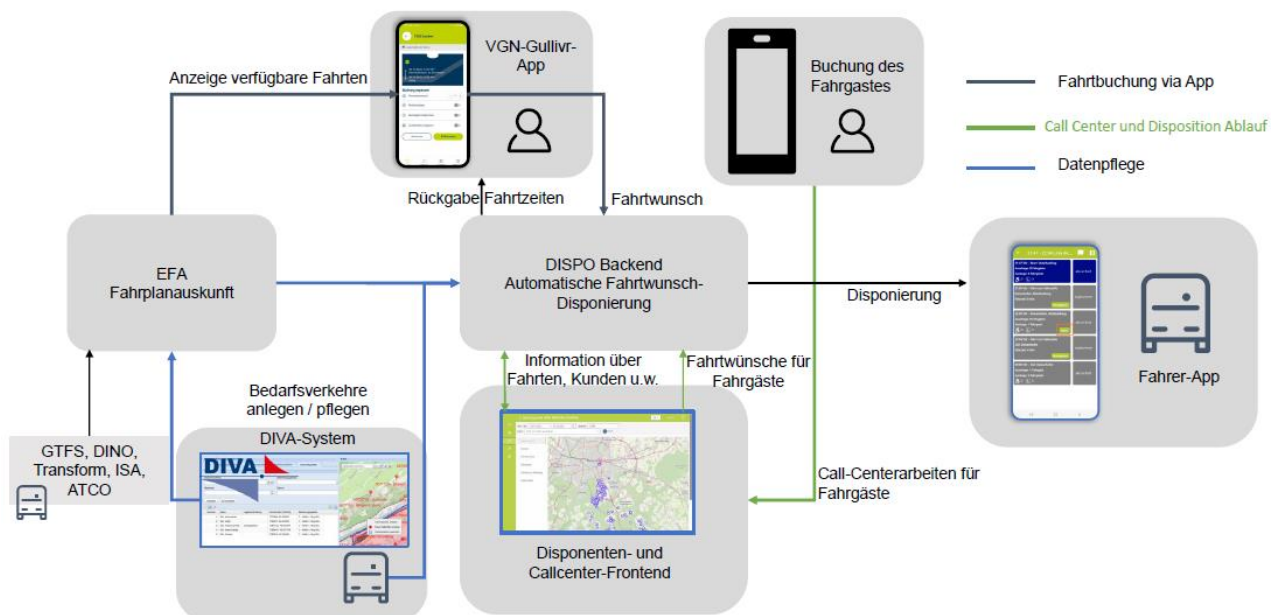 VGN-Gullivr-
App
Buchung des
Fahrgastes
Fahrtbuchung via App
Call Center und Disposition Ablauf
Datenpflege
Anzeige verfügbare Fahrten
Rückgabe Fahrtzeiten
Fahrtwunsch
EFA
Fahrplanauskunft
DISPO Backend
Automatische Fahrtwunsch-
Disponierung
Disponierung
Fahrer-App
Information über
Fahrten, Kunden u.w.
Fahrtwünsche für
Fahrgäste
Bedarfsverkehre
anlegen / pflegen
DIVA-System
DIVA
GTFS, DINO,
Transform, ISA,
ATCO
Call-Centerarbeiten für
Fahrgäste
Disponenten- und
Callcenter-Frontend